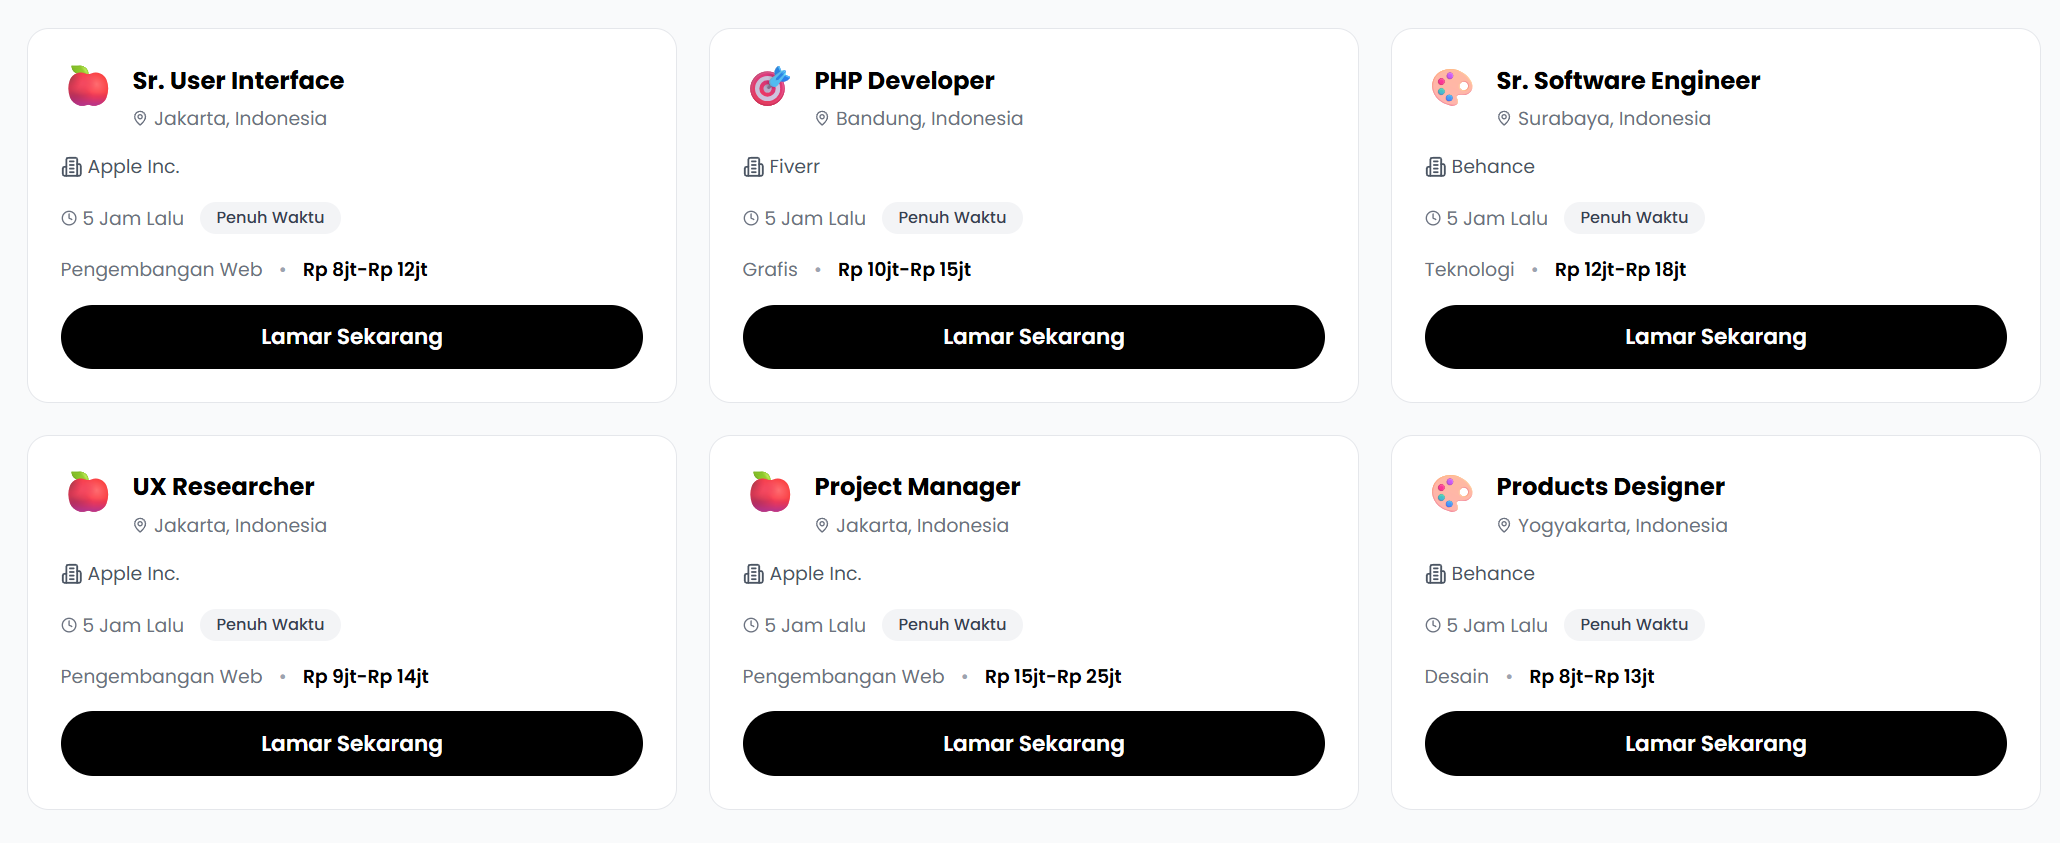 Sr. User Interface
Jakarta, Indonesia
Apple Inc.
5 Jam Lalu Penuh Waktu
Pengembangan Web • Rp 8jt-Rp 12jt
Lamar Sekarang
PHP Developer
Bandung, Indonesia
Fiverr
5 Jam Lalu Penuh Waktu
Grafis • Rp 10jt-Rp 15jt
Lamar Sekarang
Sr. Software Engineer
Surabaya, Indonesia
Behance
5 Jam Lalu Penuh Waktu
Teknologi • Rp 12jt-Rp 18jt
Lamar Sekarang
UX Researcher
Jakarta, Indonesia
Apple Inc.
5 Jam Lalu Penuh Waktu
Pengembangan Web • Rp 9jt-Rp 14jt
Lamar Sekarang
Project Manager
Jakarta, Indonesia
Apple Inc.
5 Jam Lalu Penuh Waktu
Pengembangan Web • Rp 15jt-Rp 25jt
Lamar Sekarang
Products Designer
Yogyakarta, Indonesia
Behance
5 Jam Lalu Penuh Waktu
Desain • Rp 8jt-Rp 13jt
Lamar Sekarang